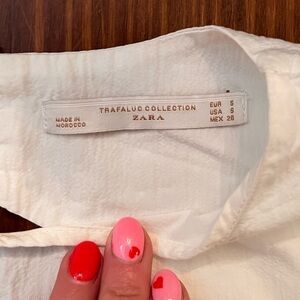 TRAFALUC COLLECTION
ZARA
MADE IN
MOROCCO
EUR S
USA S
MEX 26